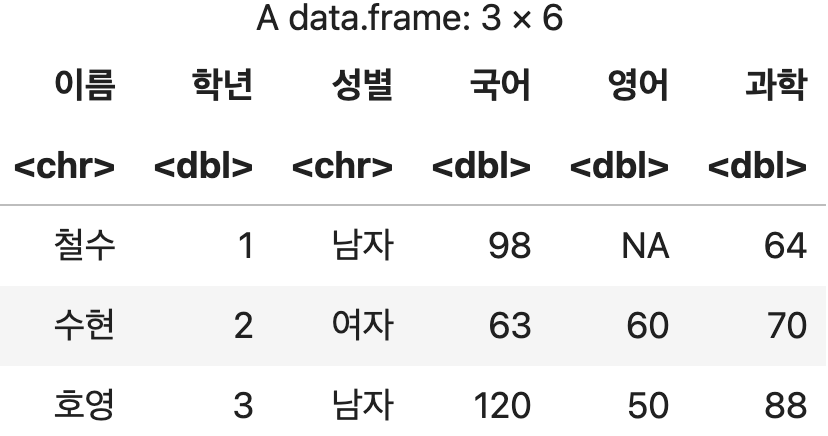 A data.frame: 3 × 6
이름 학년 성별 국어 영어 과학
<chr> <dbl> <chr> <dbl> <dbl> <dbl>
철수 1 남자 98 NA 64
수현 2 여자 63 60 70
호영 3 남자 120 50 88